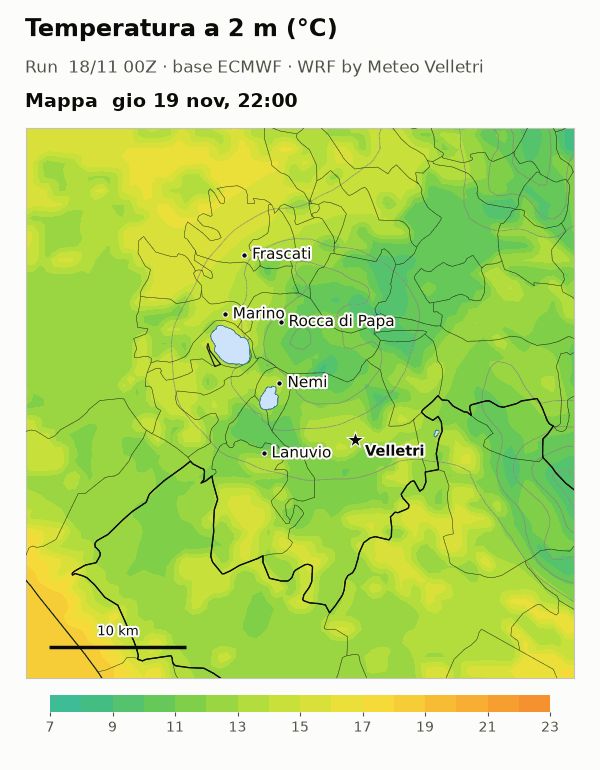 Temperatura a 2 m (°C)
Run  18/11 00Z · base ECMWF · WRF by Meteo Velletri
Mappa  gio 19 nov, 22:00
Frascati
Marino
Rocca di Papa
Nemi
Velletri
Lanuvio
10 km
7 9 11 13 15 17 19 21 23